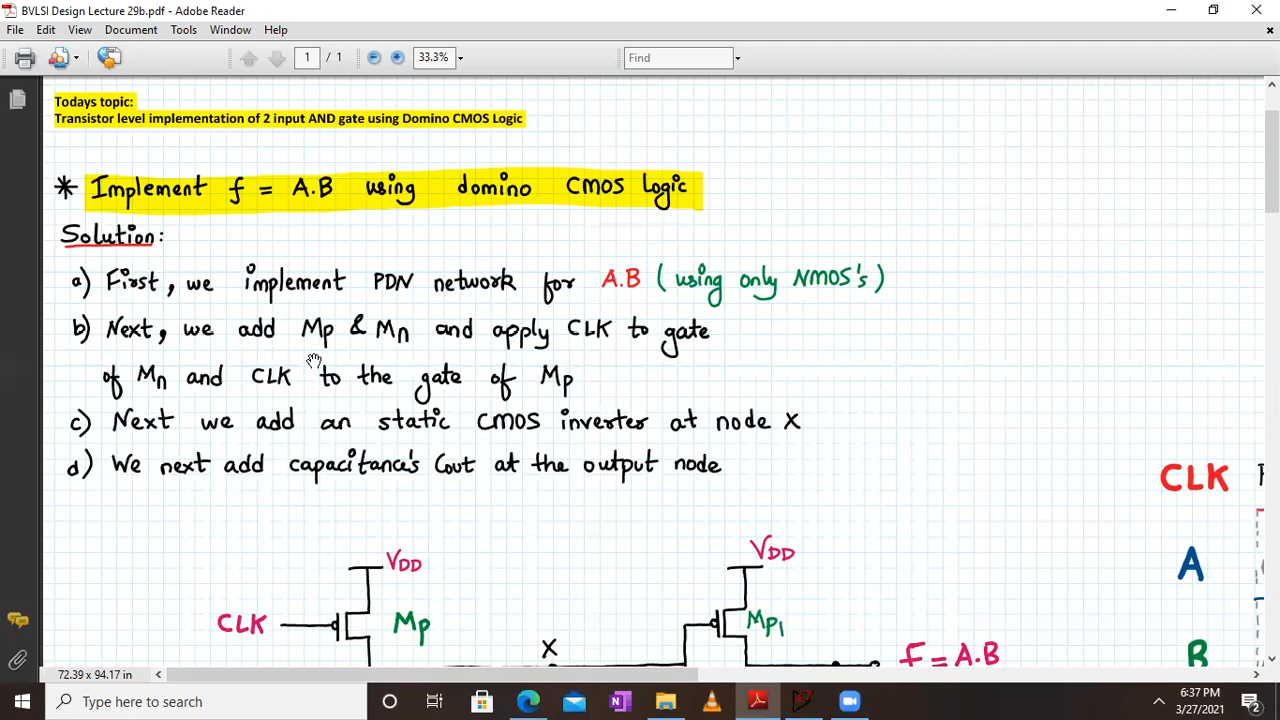 BVLSI Design Lecture 29b.pdf - Adobe Reader
File Edit View Document Tools Window Help
1 / 1 33.3% Find
Todays topic:
Transistor level implementation of 2 input AND gate using Domino CMOS Logic
* Implement f = A.B using domino CMOS logic
Solution:
a) First, we implement PDN network for A.B (using only NMOS's)
b) Next, we add Mp & Mn and apply CLK to gate
of Mn and CLK to the gate of Mp
c) Next we add an static CMOS inverter at node X
d) We next add capacitance's Cout at the output node
CLK
VDD
VDD
A
CLK
Mp
Mp1
X
F = A.B
B
72.39 x 94.17 in
Type here to search
6:37 PM
3/27/2021
2